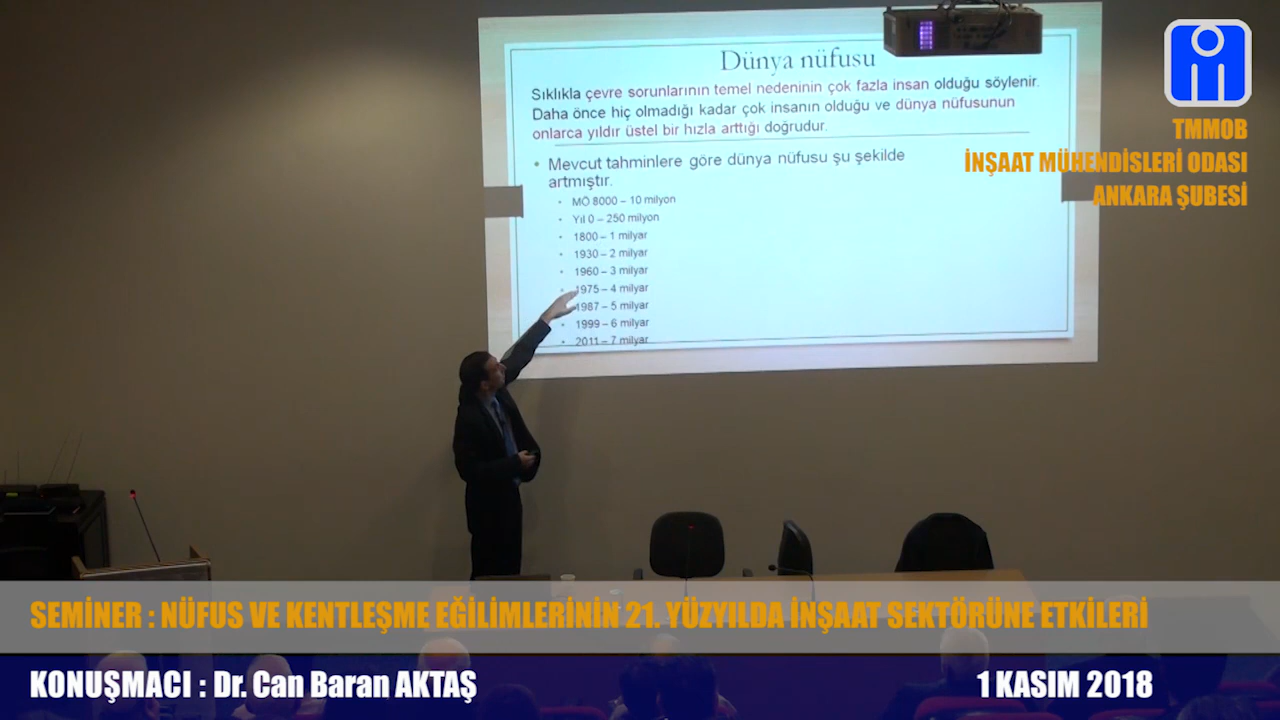 Dünya nüfusu
Sıklıkla çevre sorunlarının temel nedeninin çok fazla insan olduğu söylenir.
Daha önce hiç olmadığı kadar çok insanın olduğu ve dünya nüfusunun
onlarca yıldır üstel bir hızla arttığı doğrudur.
• Mevcut tahminlere göre dünya nüfusu şu şekilde
artmıştır.
• MÖ 8000 – 10 milyon
• Yıl 0 – 250 milyon
• 1800 – 1 milyar
• 1930 – 2 milyar
• 1960 – 3 milyar
• 1975 – 4 milyar
• 1987 – 5 milyar
• 1999 – 6 milyar
• 2011 – 7 milyar
TMMOB
İNŞAAT MÜHENDİSLERİ ODASI
ANKARA ŞUBESİ
SEMİNER : NÜFUS VE KENTLEŞME EĞİLİMLERİNİN 21. YÜZYILDA İNŞAAT SEKTÖRÜNE ETKİLERİ
KONUŞMACI : Dr. Can Baran AKTAŞ
1 KASIM 2018